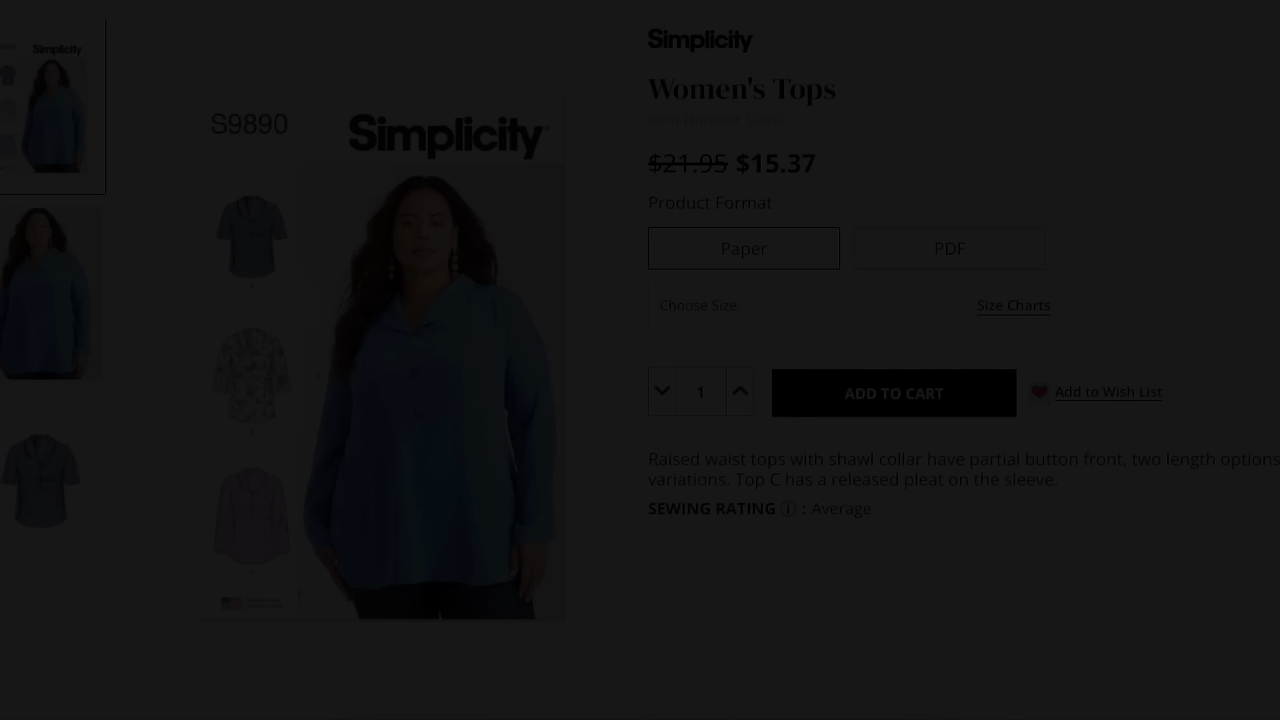 Simplicity
Simplicity
Women's Tops
S9890
Simplicity
$21.95 $15.37
Product Format
Paper
PDF
Choose Size:
Size Charts
1
ADD TO CART
Add to Wish List
Raised waist tops with shawl collar have partial button front, two length options
variations. Top C has a released pleat on the sleeve.
SEWING RATING ⓘ : Average